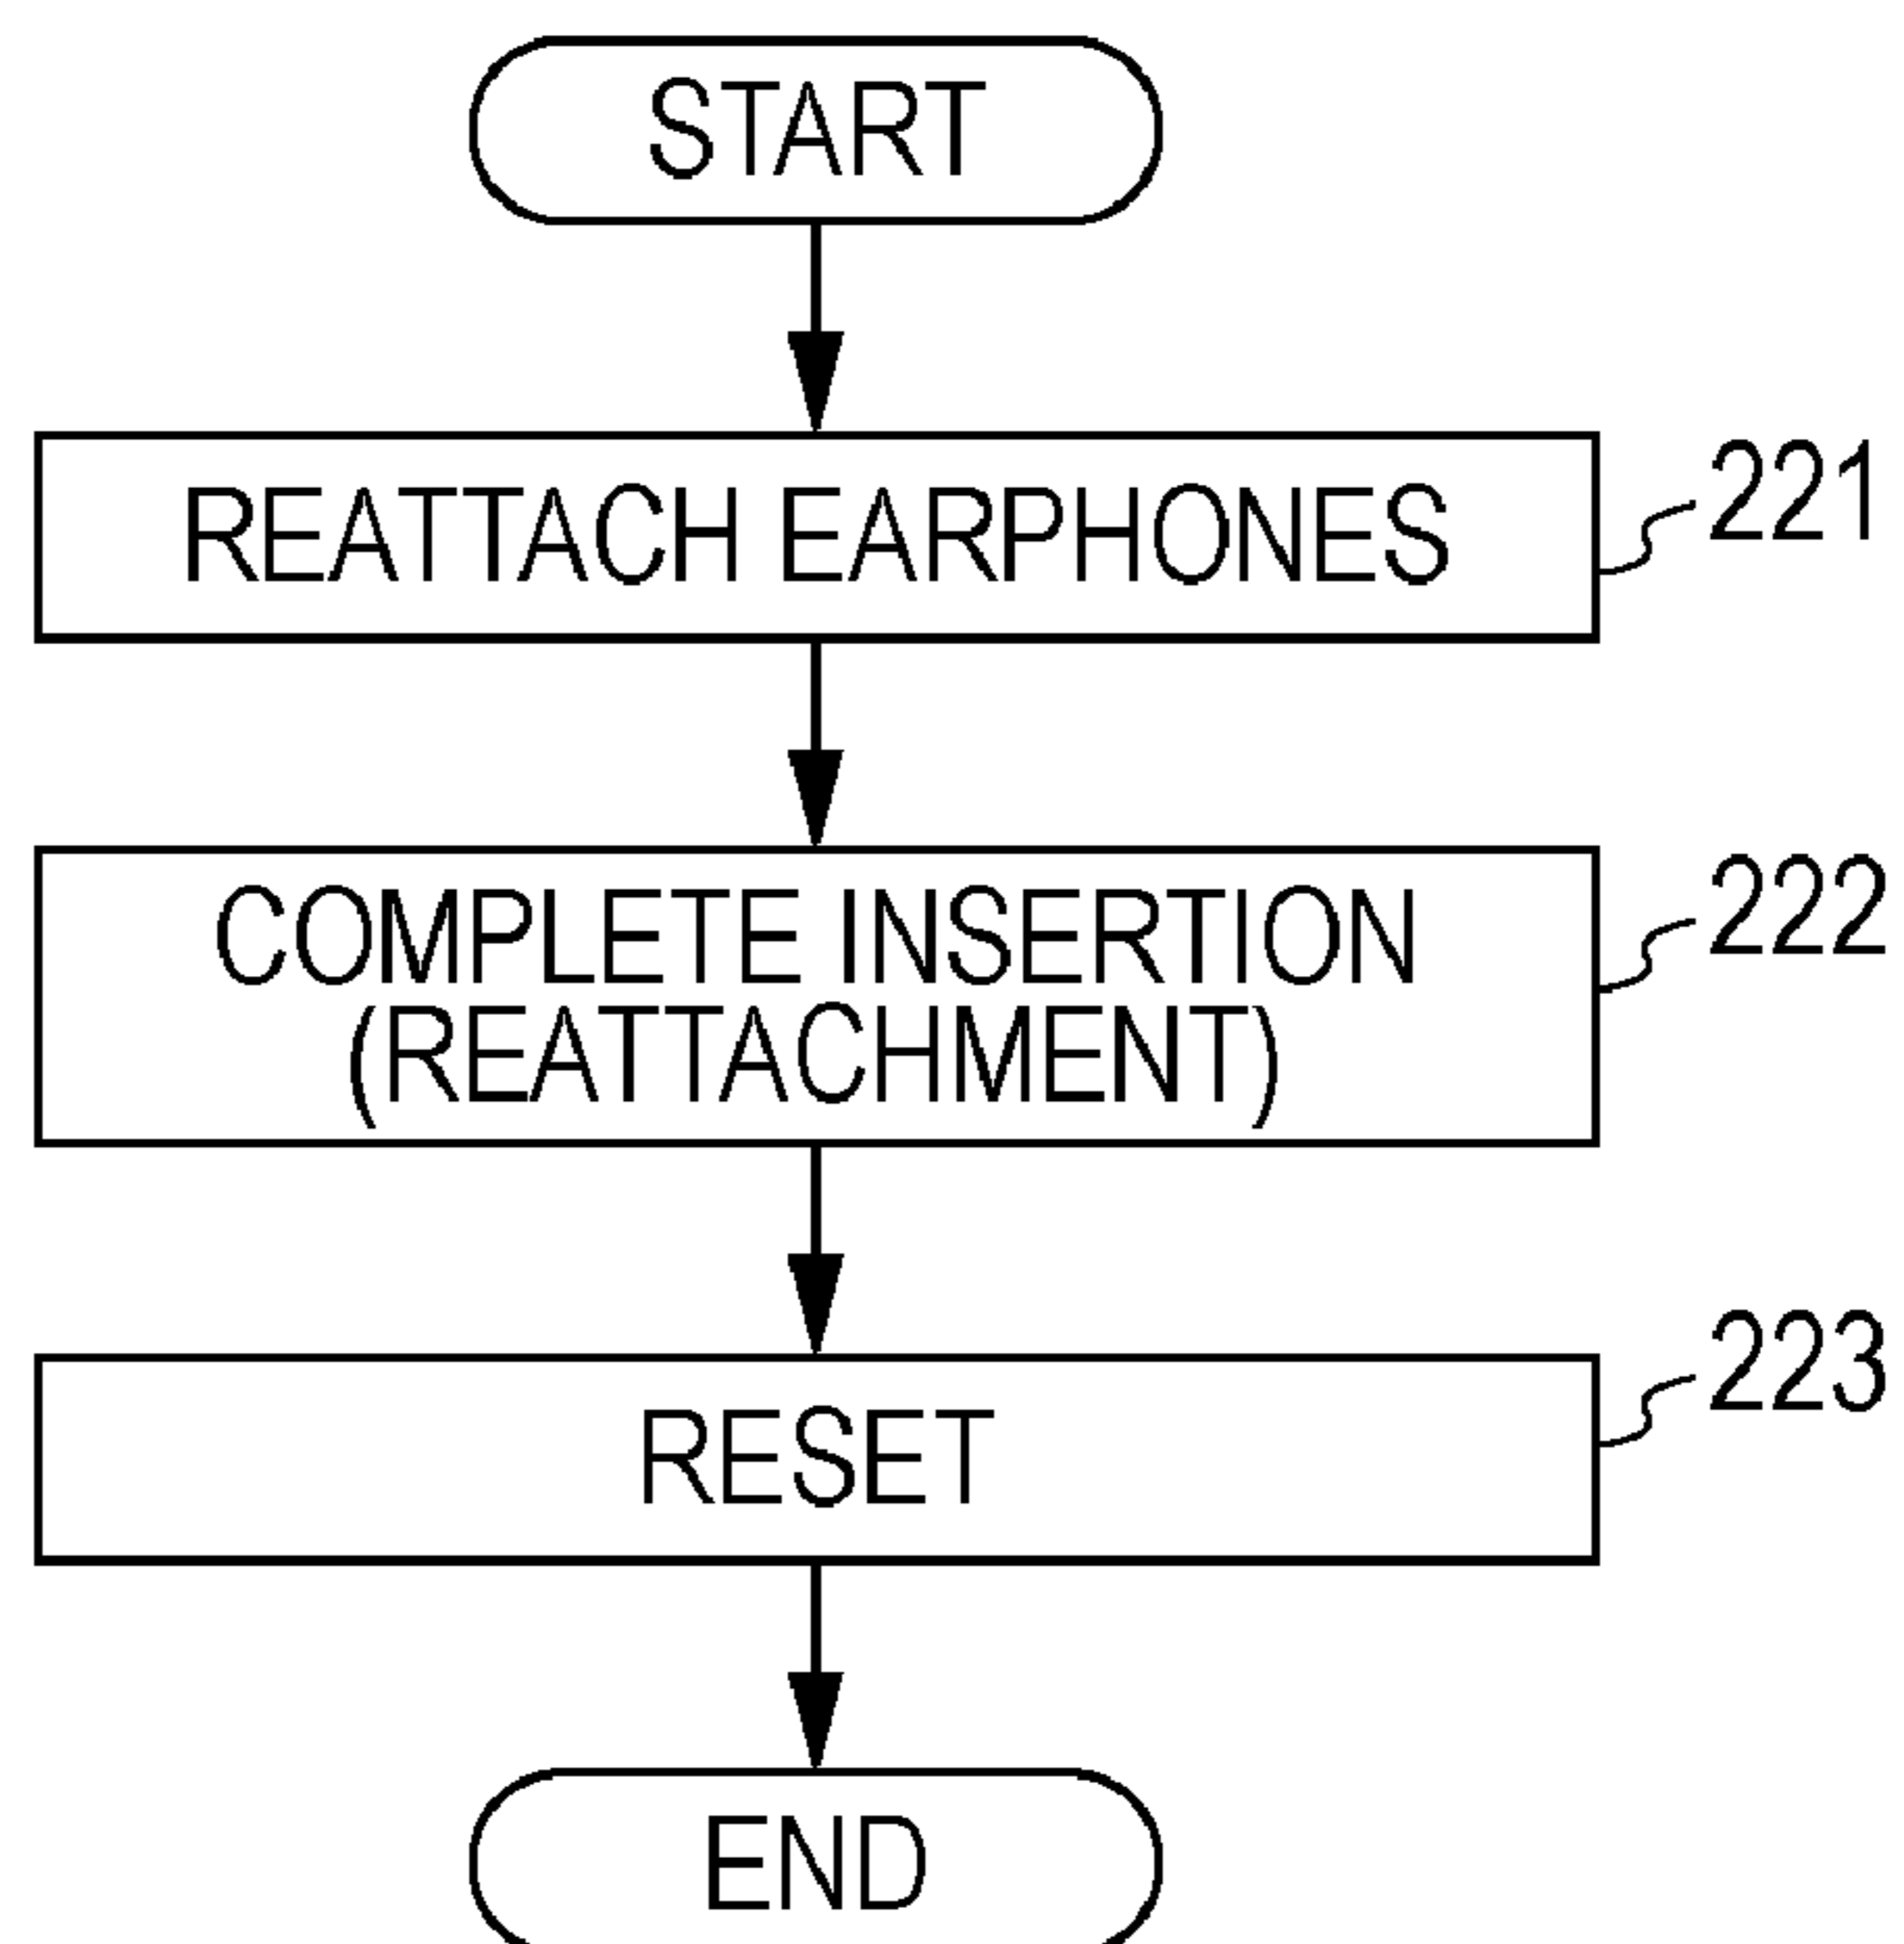 START
REATTACH EARPHONES
221
COMPLETE INSERTION
(REATTACHMENT)
222
RESET
223
END